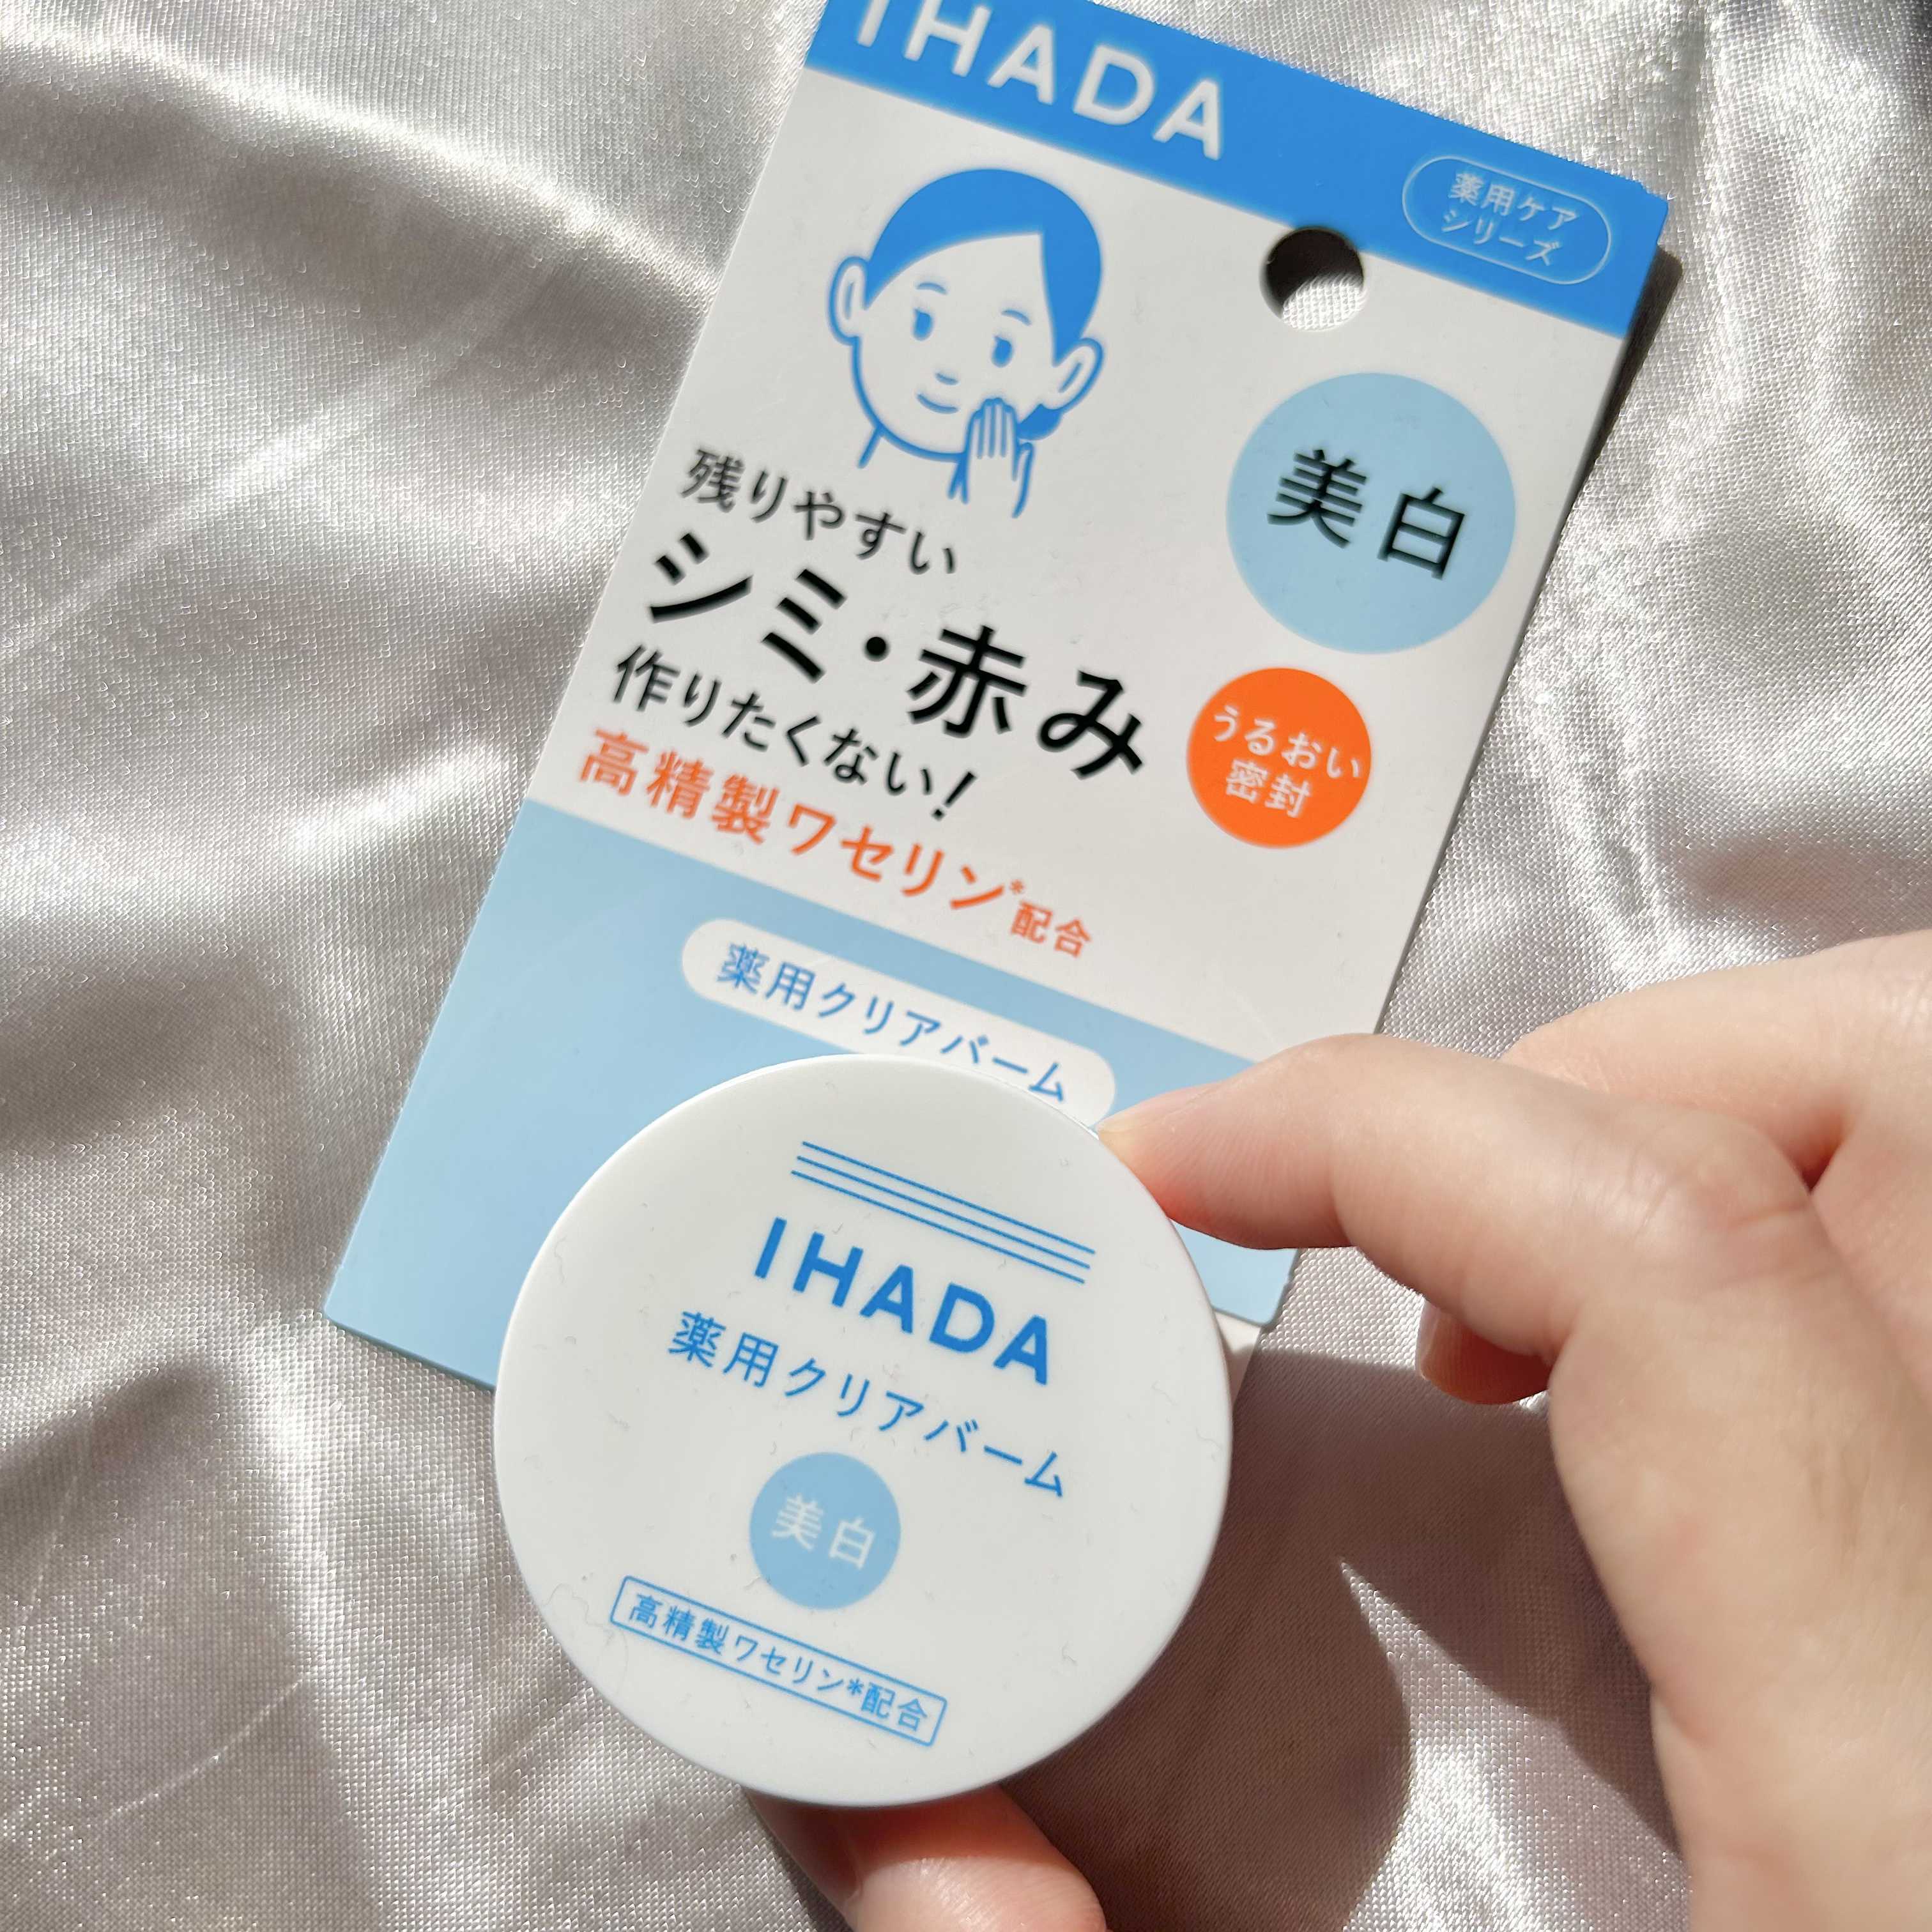 IHADA
薬用ケア
シリーズ
美白
残りやすい
シミ・赤み
作りたくない!
高精製ワセリン*配合
うるおい
密封
薬用クリアバーム
IHADA
薬用クリアバーム
美白
高精製ワセリン*配合